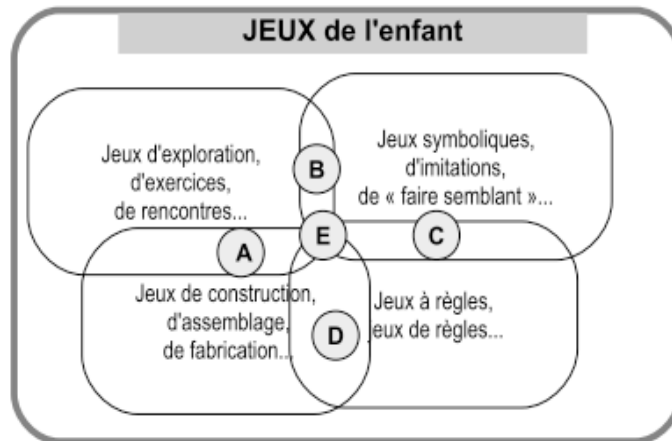 JEUX de l'enfant
Jeux d'exploration,
d'exercices,
de rencontres...
B
Jeux symboliques,
d'imitations,
de « faire semblant »...
A
E
C
Jeux de construction,
d'assemblage,
de fabrication...
D
Jeux à règles,
eux de règles...